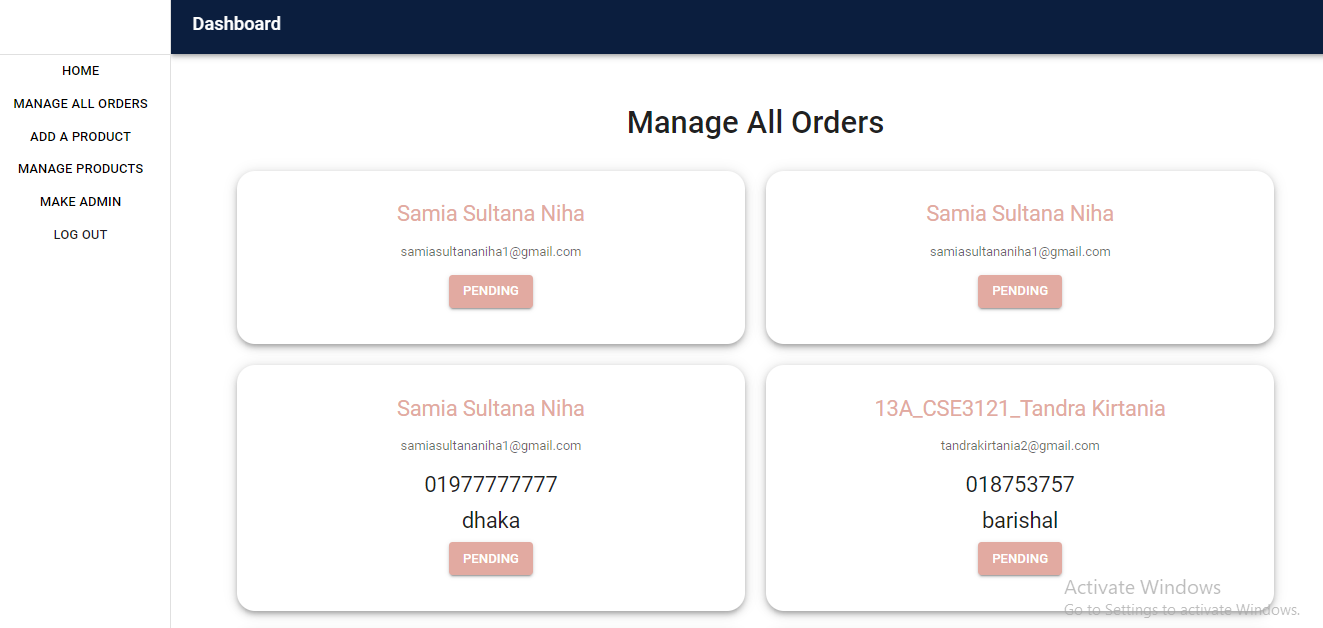 Dashboard
HOME
MANAGE ALL ORDERS
ADD A PRODUCT
MANAGE PRODUCTS
MAKE ADMIN
LOG OUT
Manage All Orders
Samia Sultana Niha
samiasultananiha1@gmail.com
PENDING
Samia Sultana Niha
samiasultananiha1@gmail.com
PENDING
Samia Sultana Niha
samiasultananiha1@gmail.com
01977777777
dhaka
PENDING
13A_CSE3121_Tandra Kirtania
tandrakirtania2@gmail.com
018753757
barishal
PENDING
Activate Windows
Go to Settings to activate Windows.